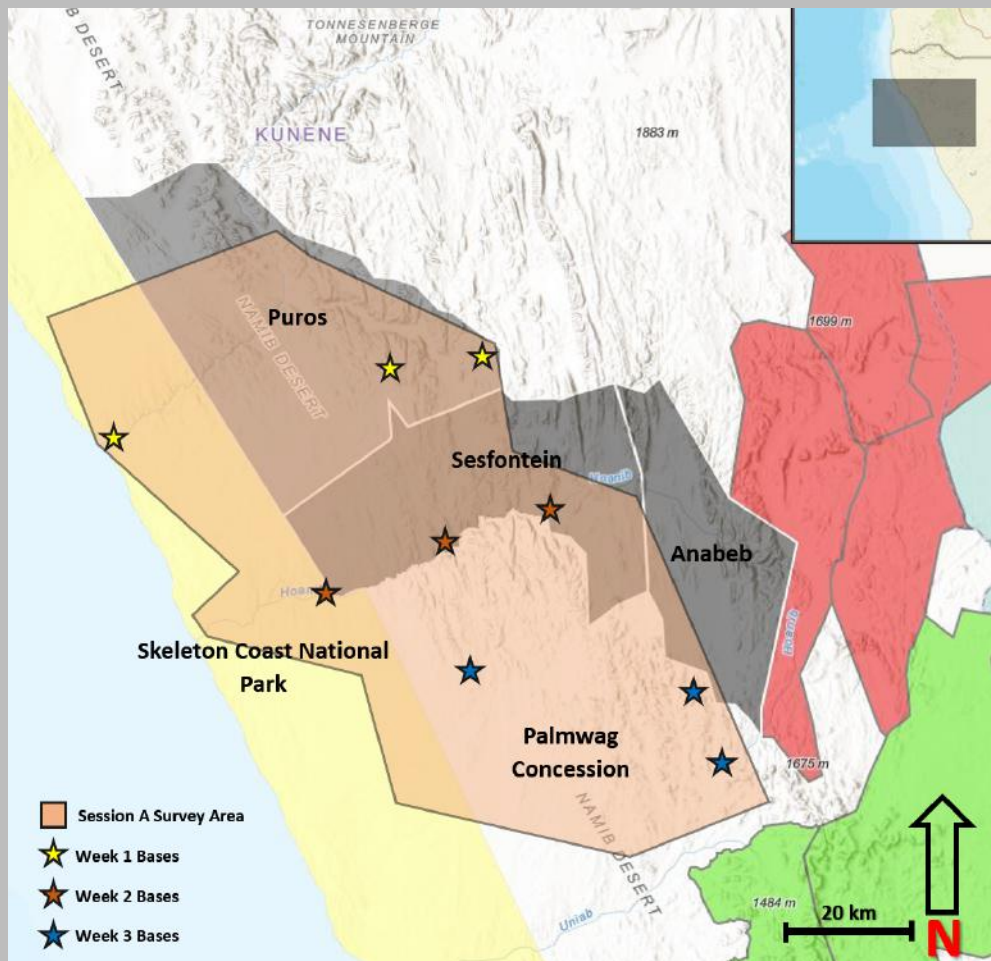 TONNESENBERGE
MOUNTAIN
B DESERT
KUNENE
1883 m
Puros
NAMIB DESERT
1699 m
Sesfontein
Hoanib
Anabeb
Hoanib
Skeleton Coast National
Park
Palmwag
Concession
1675 m
NAMIB DESERT
Session A Survey Area
Week 1 Bases
Week 2 Bases
Week 3 Bases
Uniab
1484 m
20 km
N